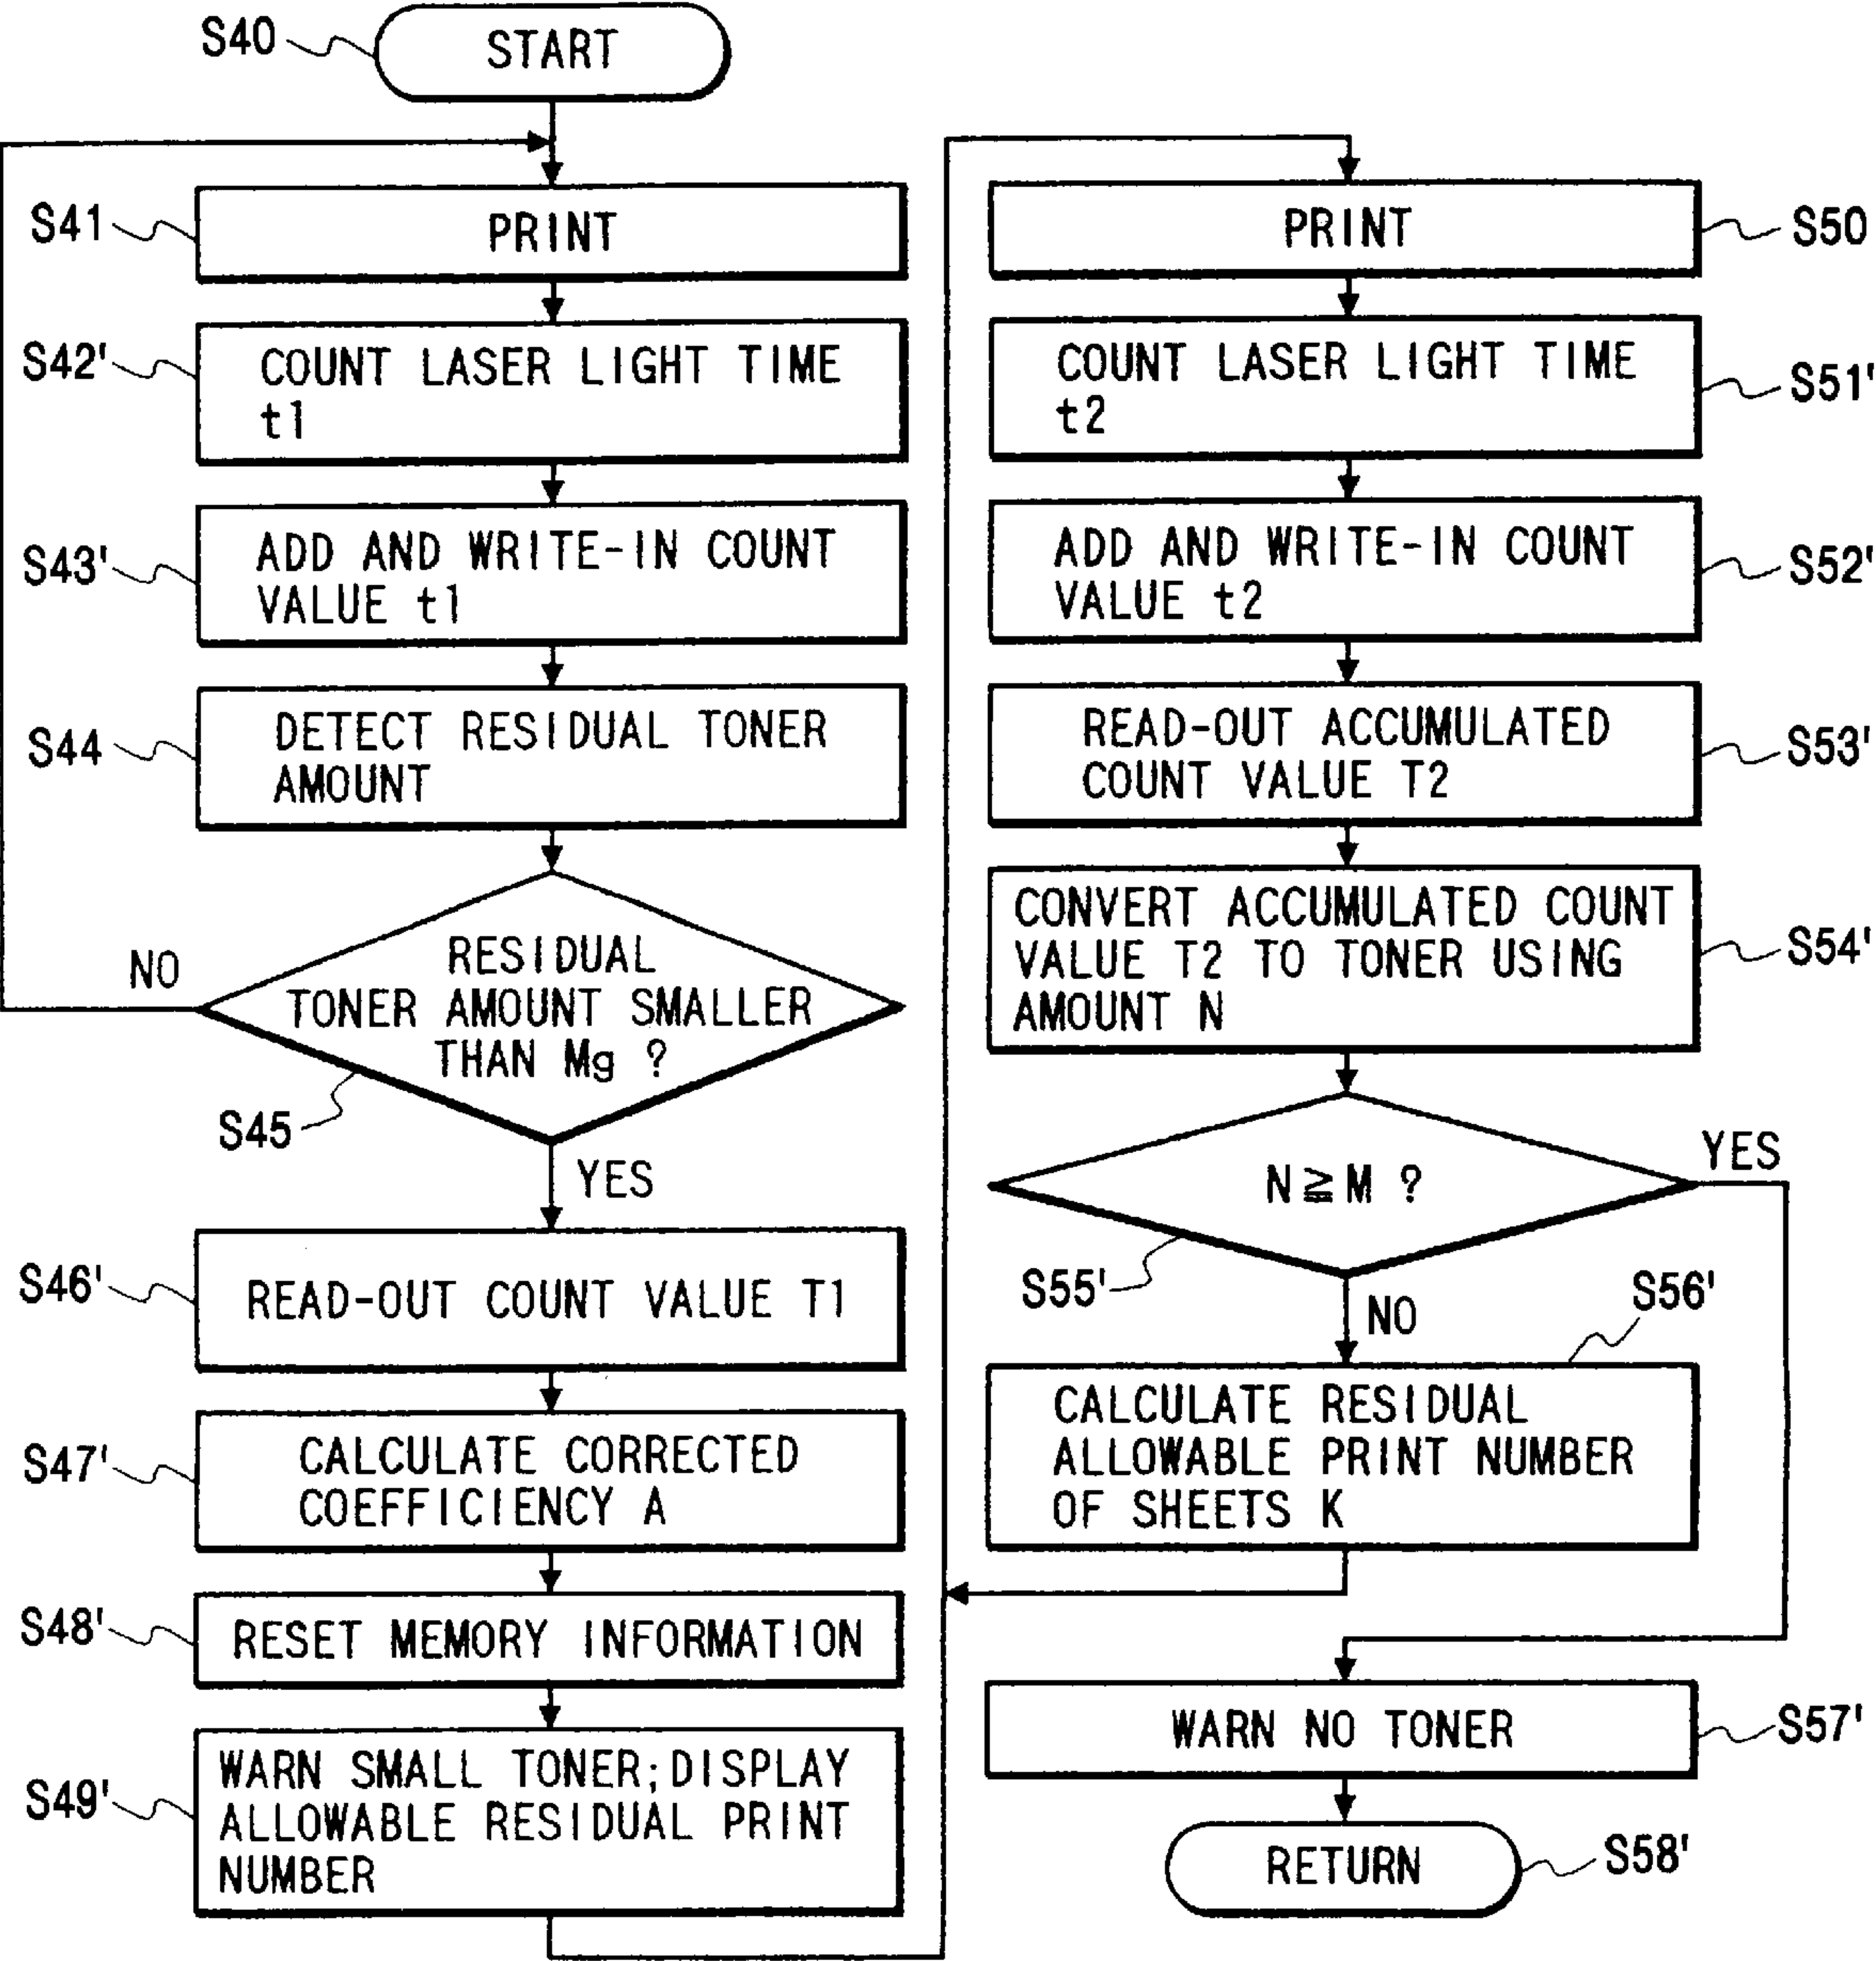 S40
START
S41
PRINT
S42'
COUNT LASER LIGHT TIME
t1
S43'
ADD AND WRITE-IN COUNT
VALUE t1
S44
DETECT RESIDUAL TONER
AMOUNT
NO
RESIDUAL
TONER AMOUNT SMALLER
THAN Mg ?
S45
YES
S46'
READ-OUT COUNT VALUE T1
S47'
CALCULATE CORRECTED
COEFFICIENCY A
S48'
RESET MEMORY INFORMATION
S49'
WARN SMALL TONER;DISPLAY
ALLOWABLE RESIDUAL PRINT
NUMBER
PRINT
S50
COUNT LASER LIGHT TIME
t2
S51'
ADD AND WRITE-IN COUNT
VALUE t2
S52'
READ-OUT ACCUMULATED
COUNT VALUE T2
S53'
CONVERT ACCUMULATED COUNT
VALUE T2 TO TONER USING
AMOUNT N
S54'
N≧M ?
YES
S55'
NO
S56'
CALCULATE RESIDUAL
ALLOWABLE PRINT NUMBER
OF SHEETS K
WARN NO TONER
S57'
RETURN
S58'